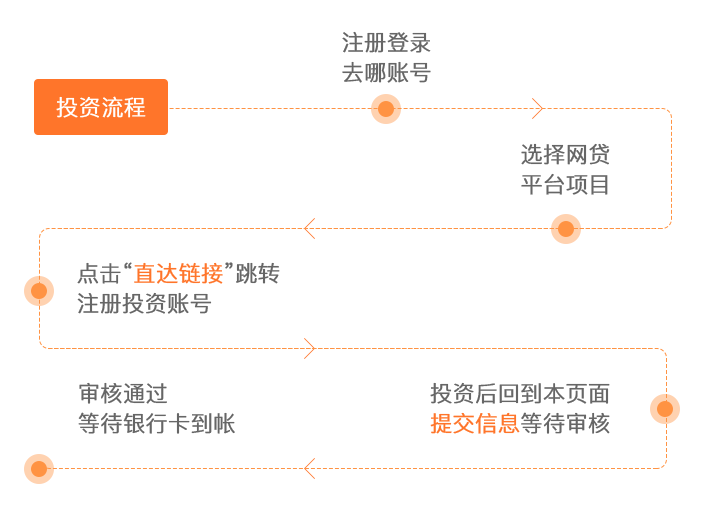 投资流程
注册登录
去哪账号
选择网贷
平台项目
点击“直达链接”跳转
注册投资账号
投资后回到本页面
提交信息等待审核
审核通过
等待银行卡到帐